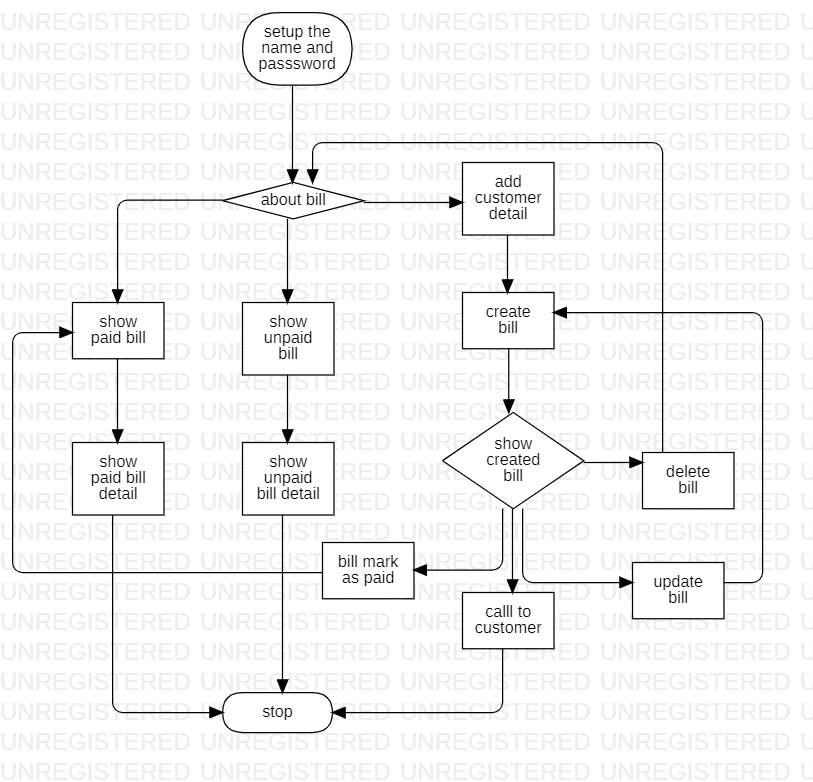 setup the
name and
passsword
about bill
add
customer
detail
show
paid bill
show
unpaid
bill
create
bill
show
paid bill
detail
show
unpaid
bill detail
show
created
bill
delete
bill
bill mark
as paid
update
bill
calll to
customer
stop
UNREGISTERED